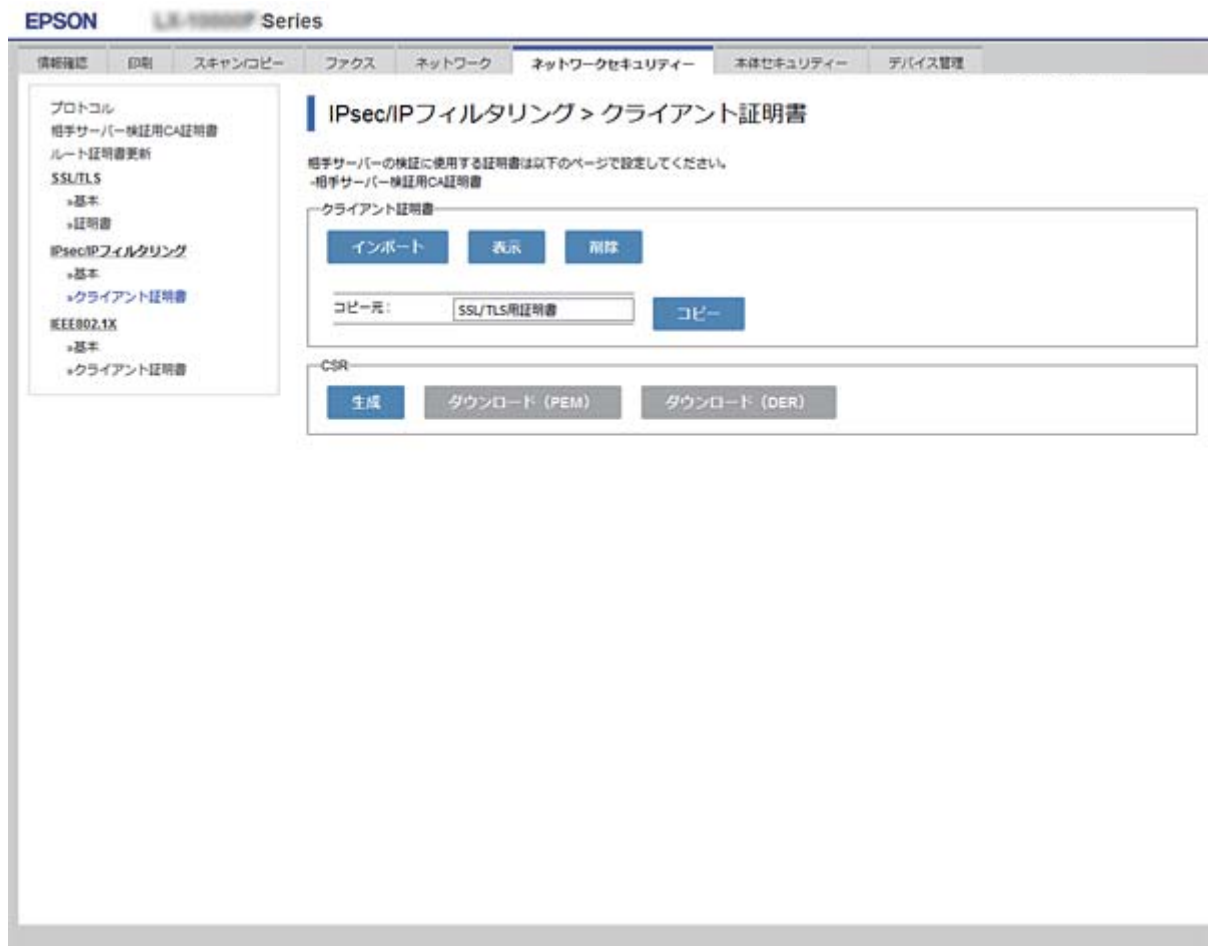 EPSON Series
情報確認 印刷 スキャン/コピー ファクス ネットワーク ネットワークセキュリティー 本体セキュリティー デバイス管理
プロトコル
相手サーバー検証用CA証明書
ルート証明書更新
SSL/TLS
»基本
»証明書
IPsec/IPフィルタリング
»基本
»クライアント証明書
IEEE802.1X
»基本
»クライアント証明書
IPsec/IPフィルタリング > クライアント証明書
相手サーバーの検証に使用する証明書は以下のページで設定してください。
-相手サーバー検証用CA証明書
クライアント証明書
インポート 表示 削除
コピー元: SSL/TLS用証明書 コピー
CSR
生成 ダウンロード (PEM) ダウンロード (DER)